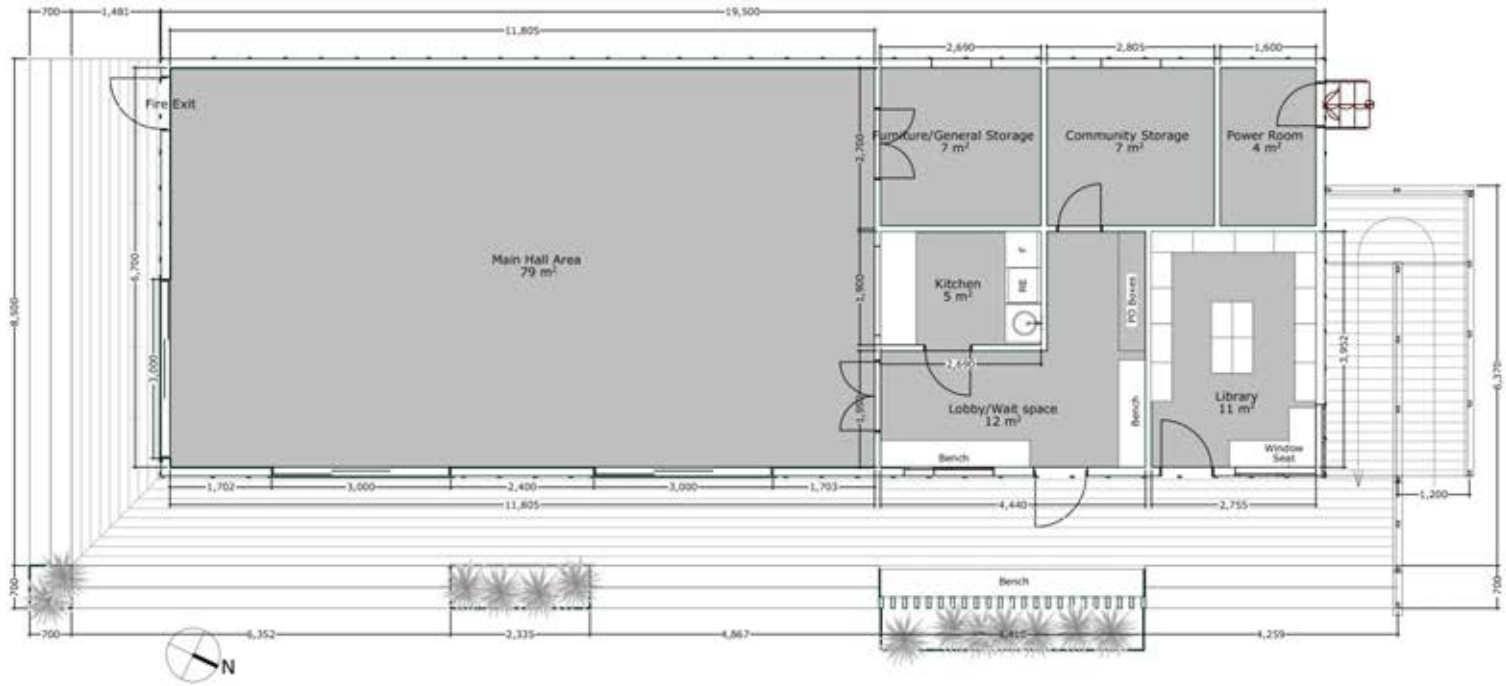 700
1,481
19,500
11,805
2,690
2,805
1,600
Fire Exit
Furniture/General Storage
7 m²
Community Storage
7 m²
Power Room
4 m²
2,700
8,500
6,700
Main Hall Area
79 m²
1,900
Kitchen
5 m²
F
RE
PO Boxes
3,952
6,370
3,000
2,690
1,950
Lobby/Wait space
12 m²
Bench
Library
11 m²
Bench
Window
Seat
1,702
3,000
2,400
3,000
1,703
1,200
11,805
4,440
2,755
700
Bench
700
700
6,352
2,335
4,867
4,259
N